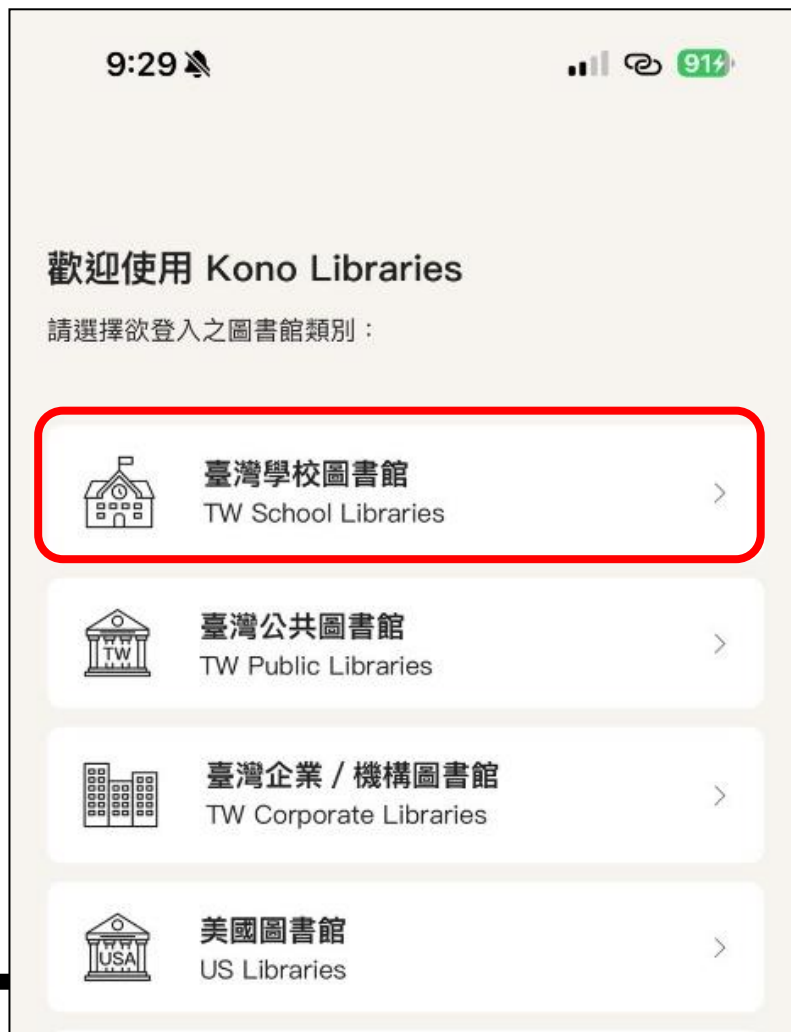 9:29
91
歡迎使用 Kono Libraries
請選擇欲登入之圖書館類別：
臺灣學校圖書館
TW School Libraries
臺灣公共圖書館
TW
TW Public Libraries
臺灣企業 / 機構圖書館
TW Corporate Libraries
美國圖書館
USA
US Libraries